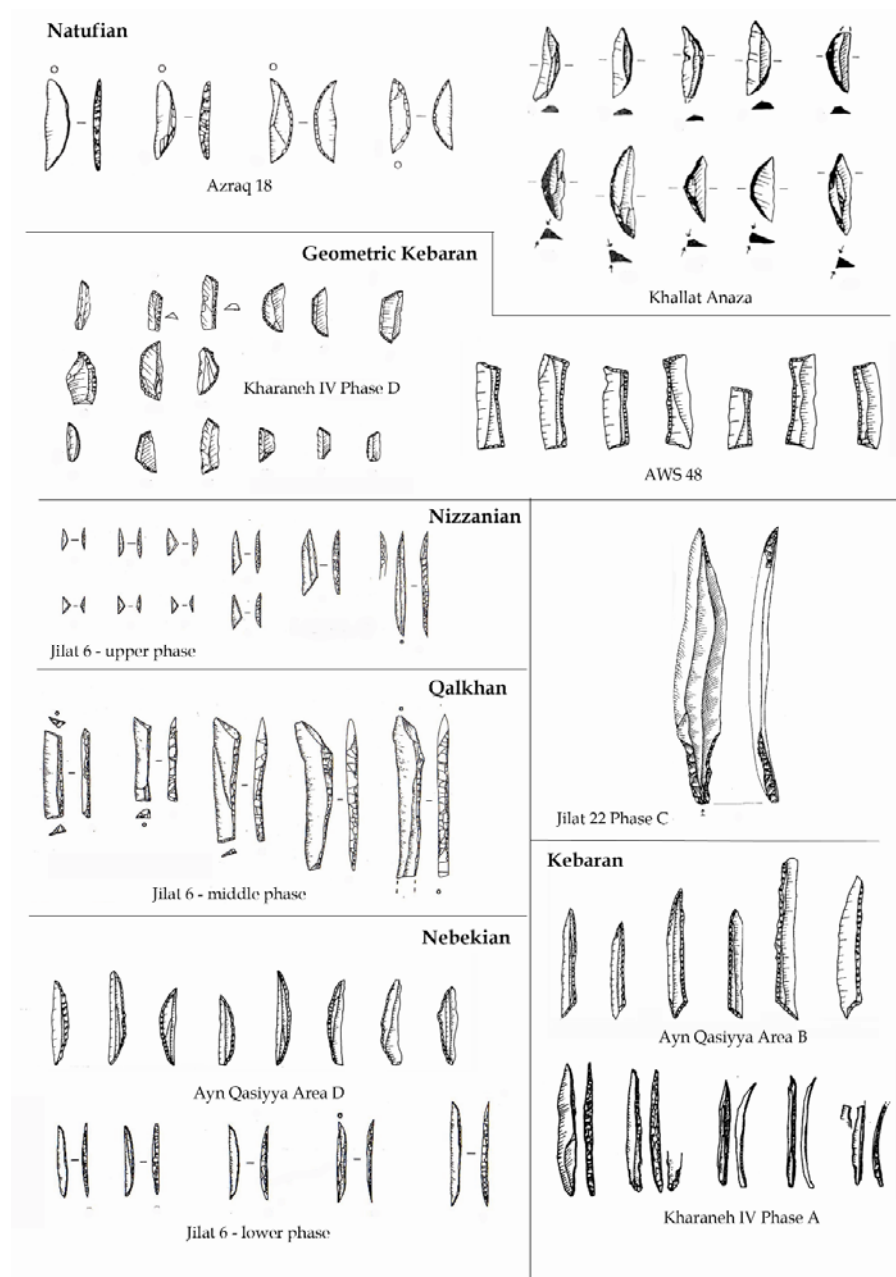 Natufian
Azraq 18
Khallat Anaza
Geometric Kebaran
Kharaneh IV Phase D
AWS 48
Nizzanian
Jilat 6 - upper phase
Jilat 22 Phase C
Qalkhan
Jilat 6 - middle phase
Kebaran
Ayn Qasiyya Area B
Kharaneh IV Phase A
Nebekian
Ayn Qasiyya Area D
Jilat 6 - lower phase